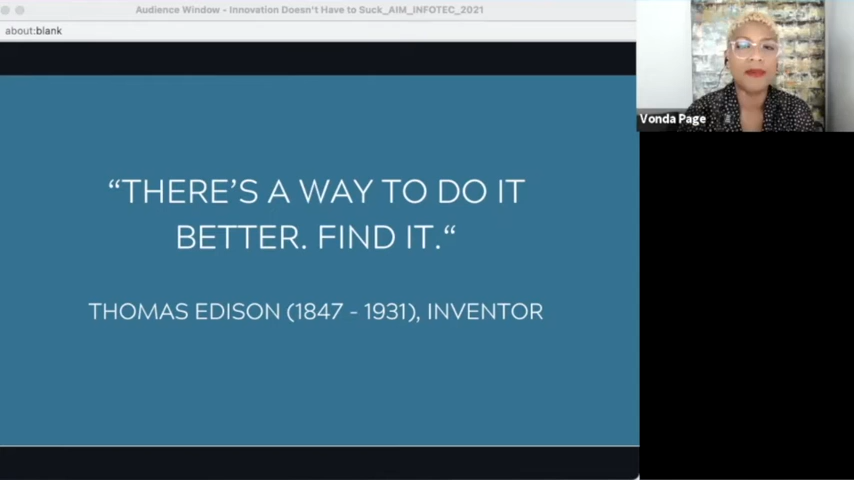 Audience Window - Innovation Doesn't Have to Suck_AIM_INFOTEC_2021
about:blank
Vonda Page
“THERE’S A WAY TO DO IT
BETTER. FIND IT.“
THOMAS EDISON (1847 - 1931), INVENTOR